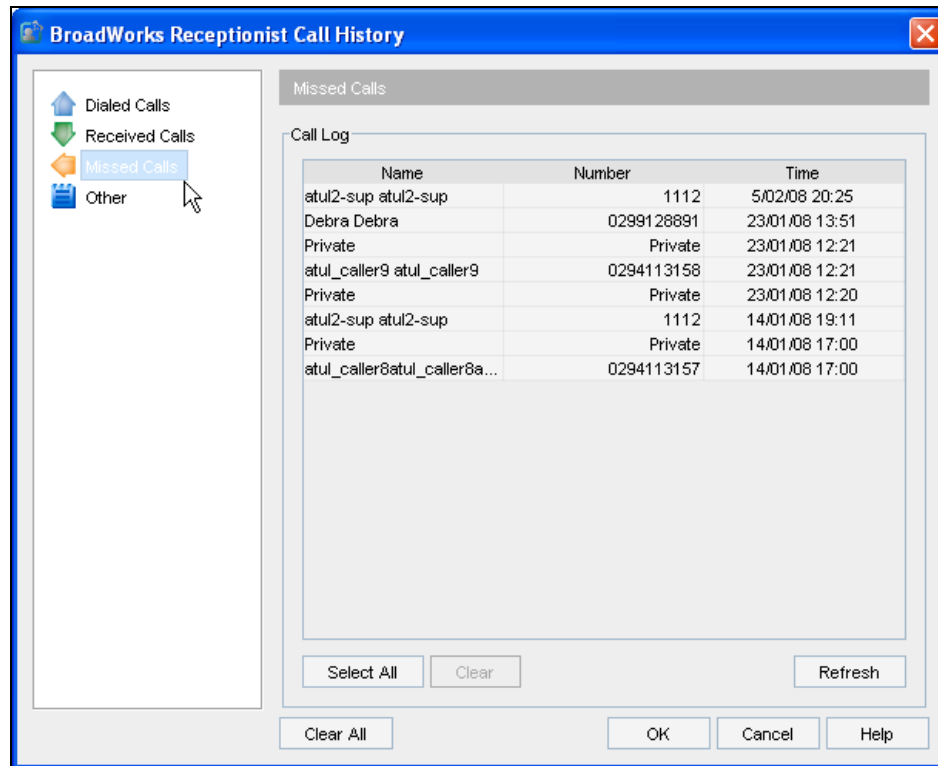 BroadWorks Receptionist Call History
Dialed Calls
Received Calls
Missed Calls
Other
Missed Calls
Call Log
Name Number Time
atul2-sup atul2-sup 1112 5/02/08 20:25
Debra Debra 0299128891 23/01/08 13:51
Private Private 23/01/08 12:21
atul_caller9 atul_caller9 0294113158 23/01/08 12:21
Private Private 23/01/08 12:20
atul2-sup atul2-sup 1112 14/01/08 19:11
Private Private 14/01/08 17:00
atul_caller8atul_caller8a... 0294113157 14/01/08 17:00
Select All Clear Refresh
Clear All OK Cancel Help